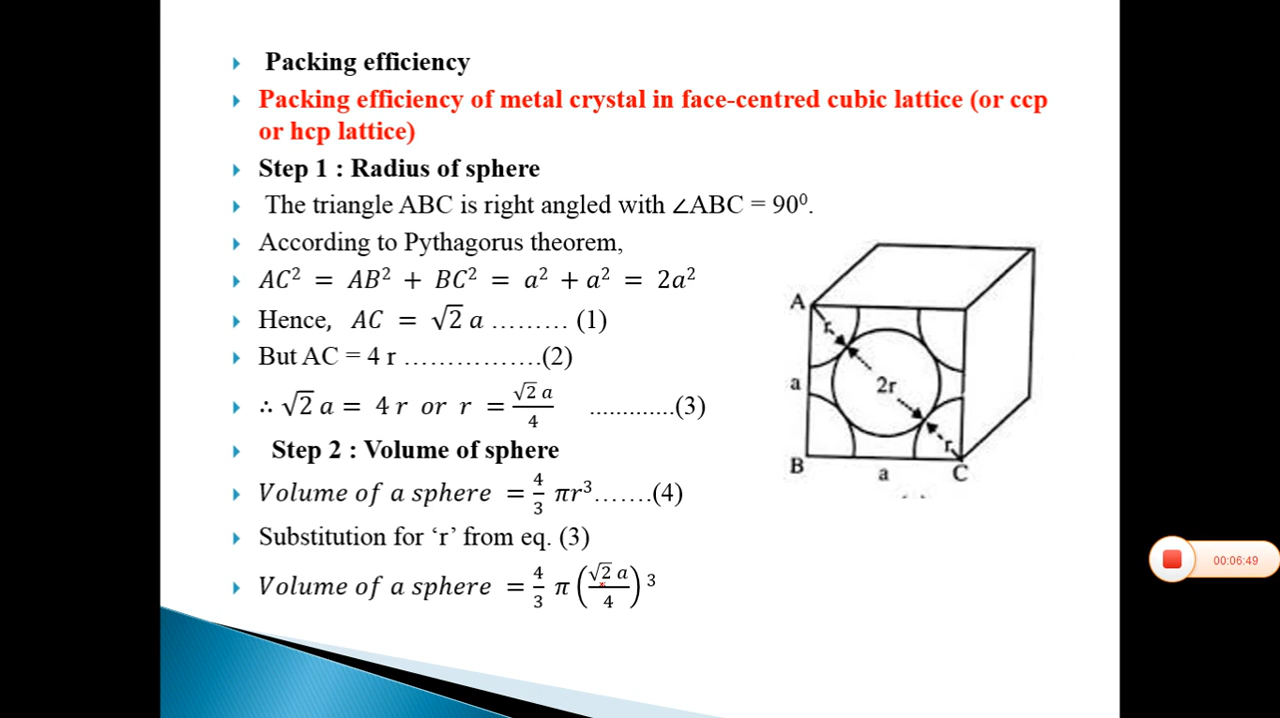 Packing efficiency
Packing efficiency of metal crystal in face-centred cubic lattice (or ccp
or hcp lattice)
Step 1 : Radius of sphere
The triangle ABC is right angled with ∠ABC = 90⁰.
According to Pythagorus theorem,
AC² = AB² + BC² = a² + a² = 2a²
Hence, AC = √2 a ......... (1)
But AC = 4 r ................(2)
∴ √2 a = 4 r or r = √2 a / 4 .............(3)
Step 2 : Volume of sphere
Volume of a sphere = 4/3 πr³.......(4)
Substitution for ‘r’ from eq. (3)
Volume of a sphere = 4/3 π (√2 a / 4) ³
A
r
a
2r
r
B
a
C
00:06:49